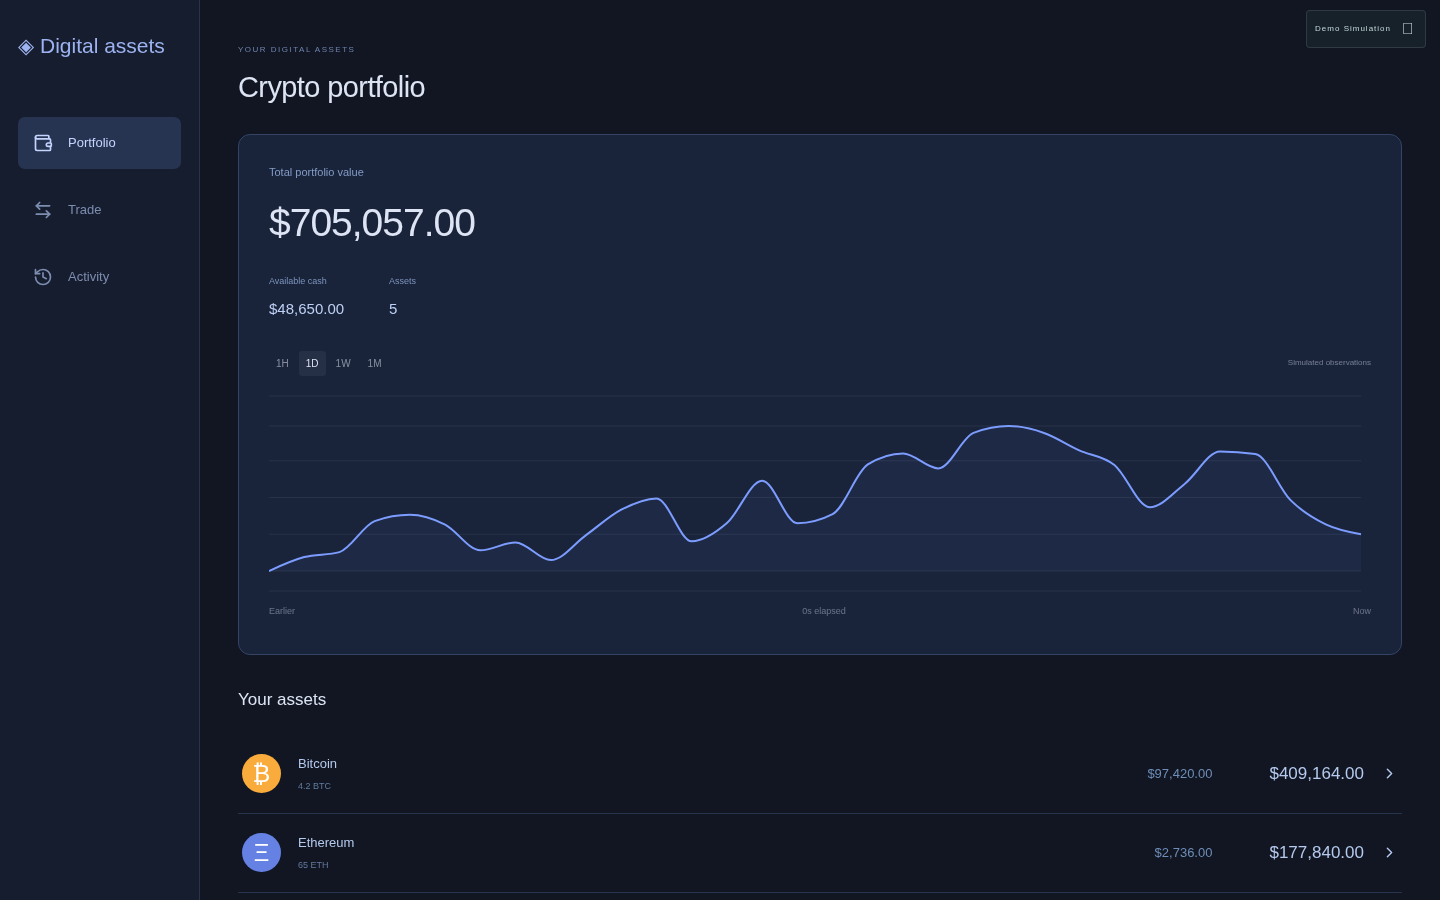 ◈ Digital assets
Portfolio
Trade
Activity
Demo Simulation
YOUR DIGITAL ASSETS
Crypto portfolio
Total portfolio value
$705,057.00
Available cash Assets
$48,650.00 5
1H 1D 1W 1M Simulated observations
Earlier 0s elapsed Now
Your assets
Bitcoin
4.2 BTC
$97,420.00 $409,164.00
Ethereum
65 ETH
$2,736.00 $177,840.00